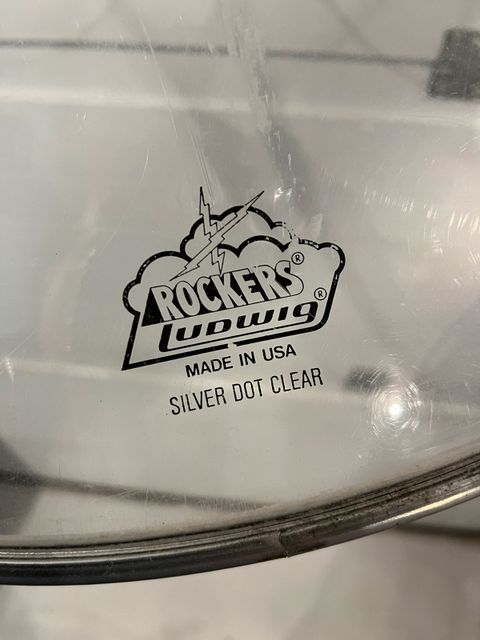 ROCKERS®
Ludwig®
MADE IN USA
SILVER DOT CLEAR